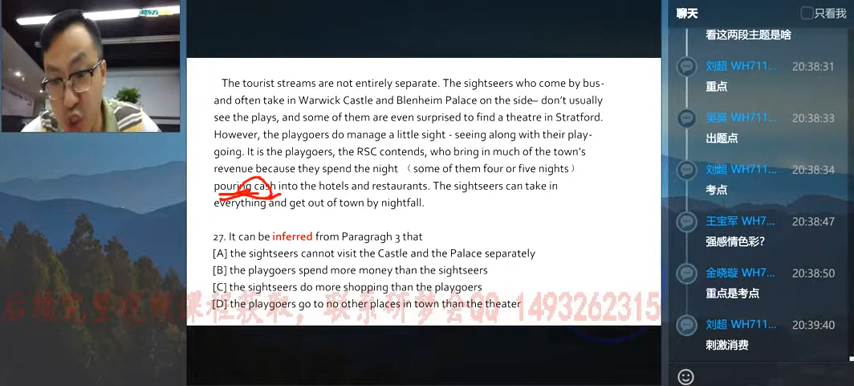 The tourist streams are not entirely separate. The sightseers who come by bus-
and often take in Warwick Castle and Blenheim Palace on the side– don't usually
see the plays, and some of them are even surprised to find a theatre in Stratford.
However, the playgoers do manage a little sight - seeing along with their play-
going. It is the playgoers, the RSC contends, who bring in much of the town's
revenue because they spend the night （some of them four or five nights）
pouring cash into the hotels and restaurants. The sightseers can take in
everything and get out of town by nightfall.
27. It can be inferred from Paragragh 3 that
[A] the sightseers cannot visit the Castle and the Palace separately
[B] the playgoers spend more money than the sightseers
[C] the sightseers do more shopping than the playgoers
[D] the playgoers go to no other places in town than the theater
QQ 1493262315
聊天
只看我
看这两段主题是啥
刘超 WH711... 20:38:31
重点
WH711... 20:38:33
出题点
刘超 WH711... 20:38:34
考点
王宝军 WH7... 20:38:47
强感情色彩?
金晓璇 WH7... 20:38:50
重点是考点
刘超 WH711... 20:39:40
刺激消费